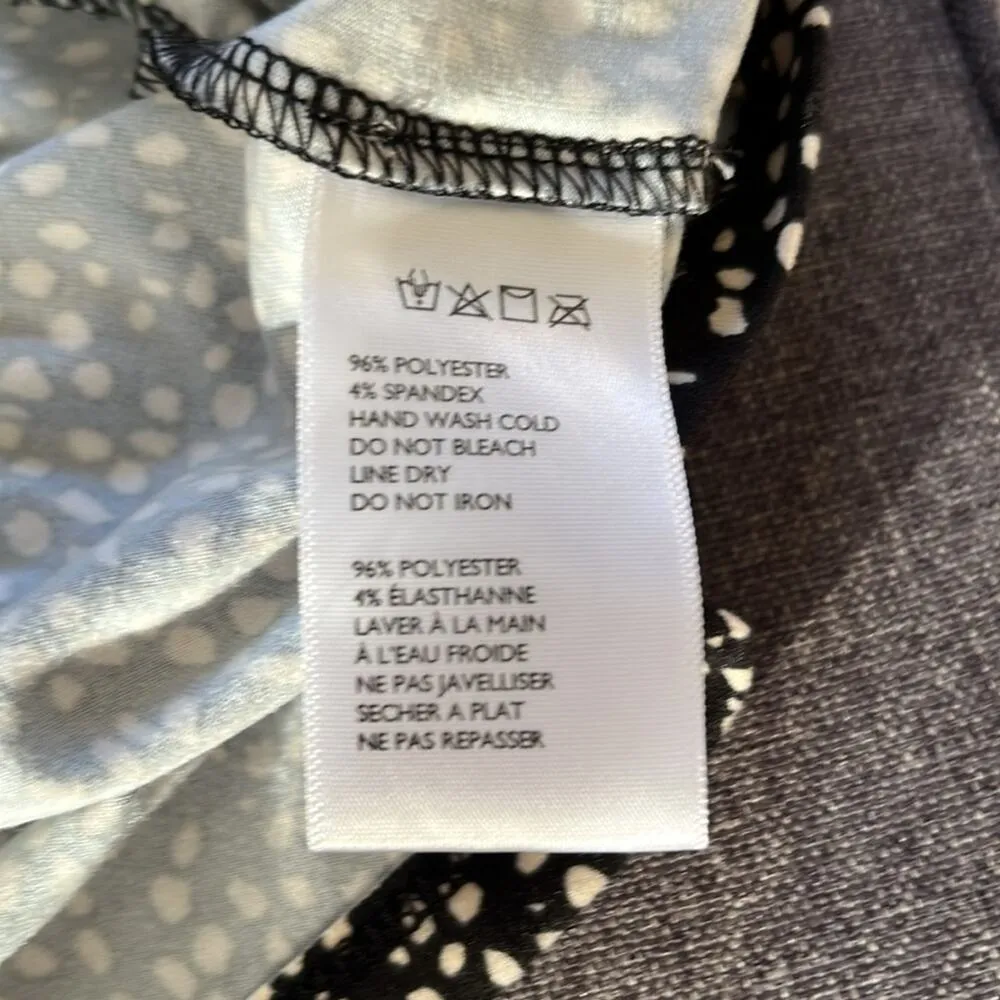 96% POLYESTER
4% SPANDEX
HAND WASH COLD
DO NOT BLEACH
LINE DRY
DO NOT IRON
96% POLYESTER
4% ÉLASTHANNE
LAVER À LA MAIN
À L'EAU FROIDE
NE PAS JAVELLISER
SECHER A PLAT
NE PAS REPASSER